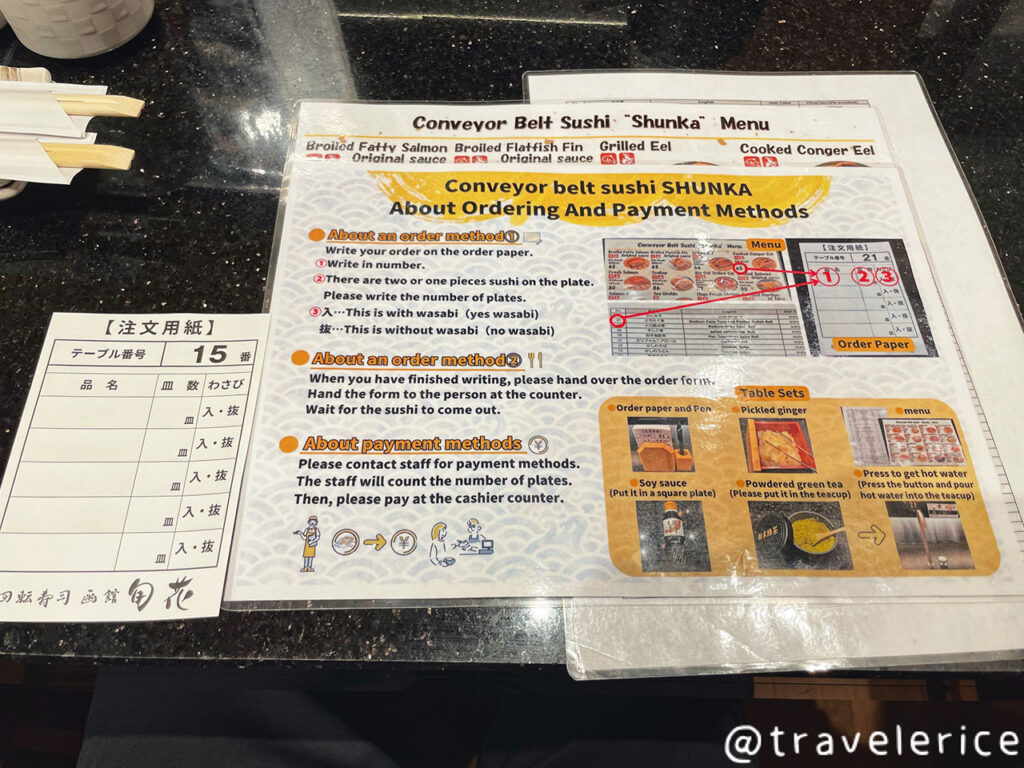 Conveyor Belt Sushi "Shunka" Menu
Broiled Fatty Salmon Broiled Flatfish Fin Grilled Eel Cooked Conger Eel
Original sauce Original sauce
Conveyor belt sushi SHUNKA
About Ordering And Payment Methods
About an order method①
Write your order on the order paper.
①Write in number.
②There are two or one pieces sushi on the plate.
Please write the number of plates.
③入…This is with wasabi（yes wasabi）
抜…This is without wasabi（no wasabi）
Conveyor Belt Sushi "Shunka" Menu
Menu
【注文用紙】
テーブル番号 21
① ② ③
入・抜
入・抜
Order Paper
About an order method②
When you have finished writing, please hand over the order form.
Hand the form to the person at the counter.
Wait for the sushi to come out.
About payment methods ¥
Please contact staff for payment methods.
The staff will count the number of plates.
Then, please pay at the cashier counter.
¥
Table Sets
Order paper and Pen
Pickled ginger
menu
Soy sauce
(Put it in a square plate)
Powdered green tea
(Please put it in the teacup)
Press to get hot water
(Press the button and pour
hot water into the teacup)
【注文用紙】
テーブル番号 15 番
品名 皿数 わさび
皿 入・抜
皿 入・抜
皿 入・抜
皿 入・抜
皿 入・抜
回転寿司 函館 旬花
@travelerice